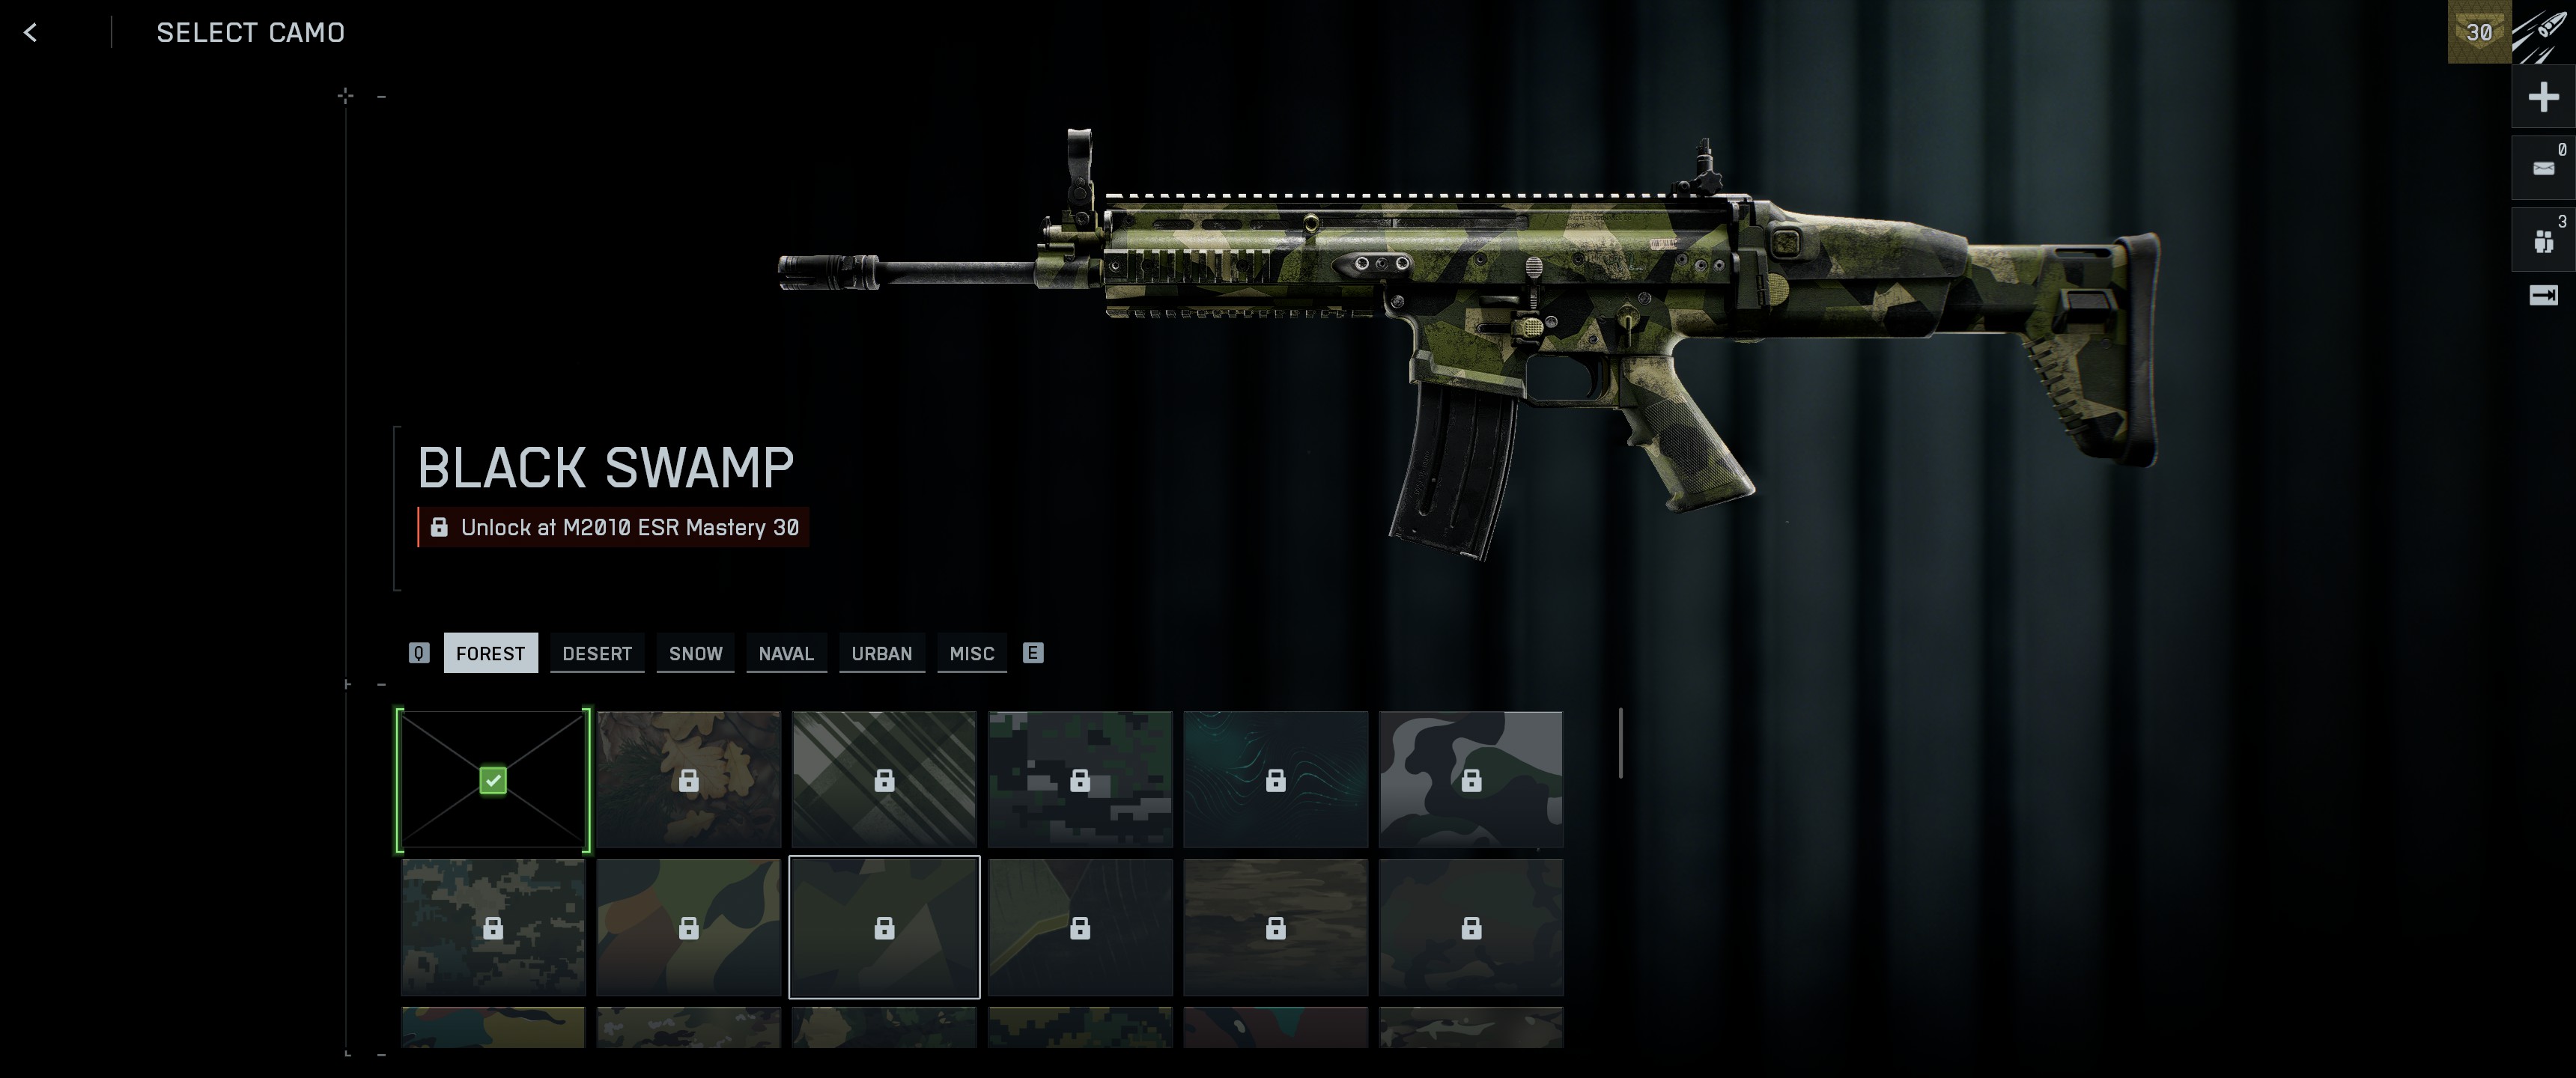 SELECT CAMO
30
0
3
BLACK SWAMP
Unlock at M2010 ESR Mastery 30
Q FOREST DESERT SNOW NAVAL URBAN MISC E